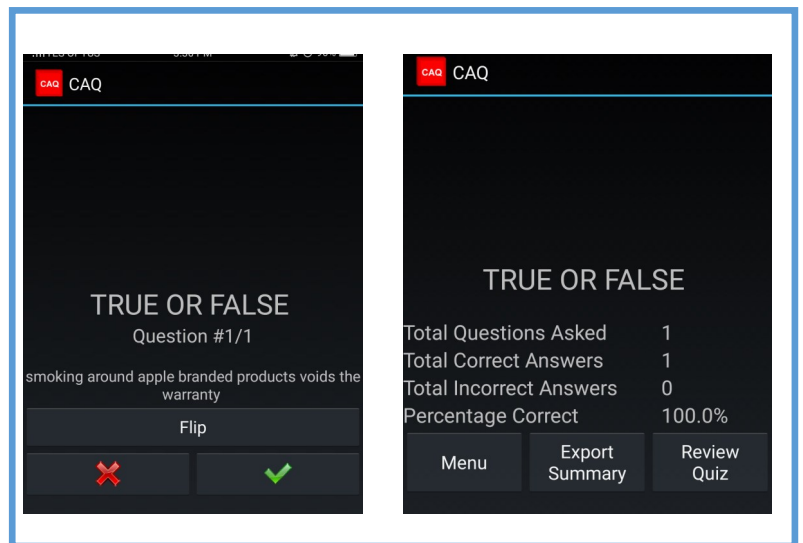 CAQ CAQ
TRUE OR FALSE
Question #1/1
smoking around apple branded products voids the
warranty
Flip
CAQ CAQ
TRUE OR FALSE
Total Questions Asked 1
Total Correct Answers 1
Total Incorrect Answers 0
Percentage Correct 100.0%
Menu
Export
Summary
Review
Quiz